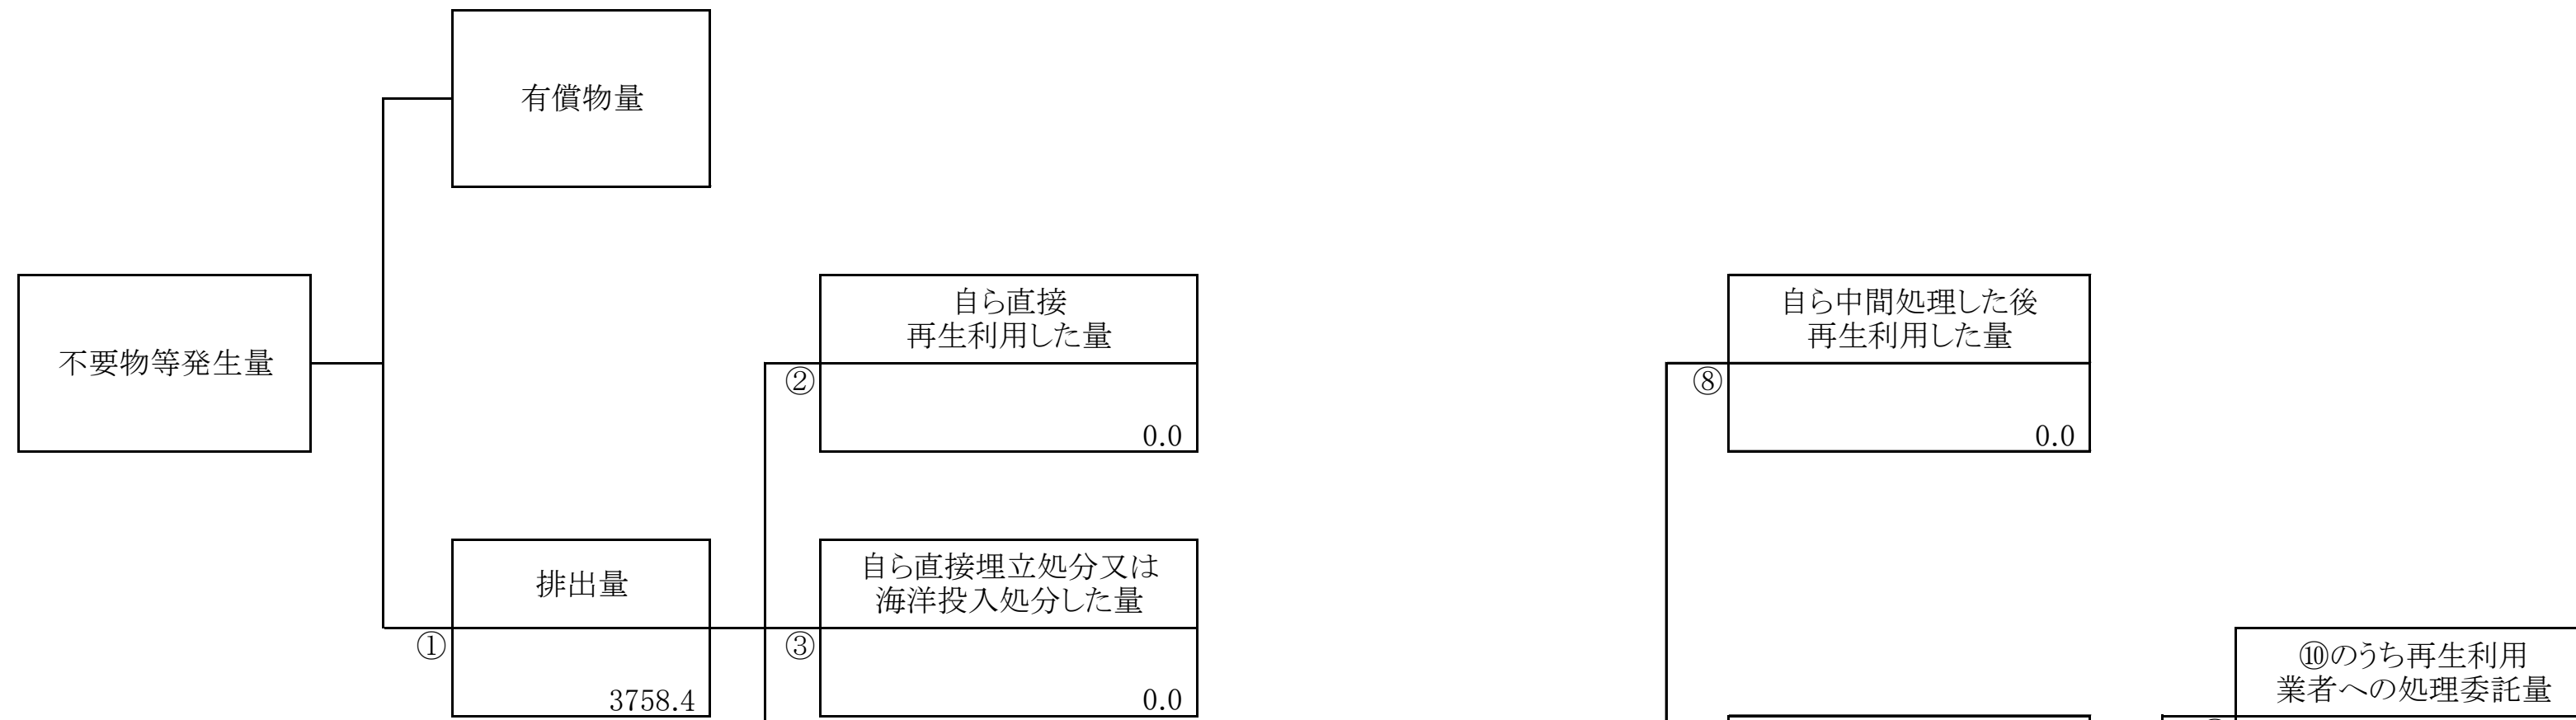 有償物量
不要物等発生量
自ら直接
再生利用した量
②
0.0
自ら中間処理した後
再生利用した量
⑧
0.0
排出量
①
3758.4
自ら直接埋立処分又は
海洋投入処分した量
③
0.0
⑩のうち再生利用
業者への処理委託量